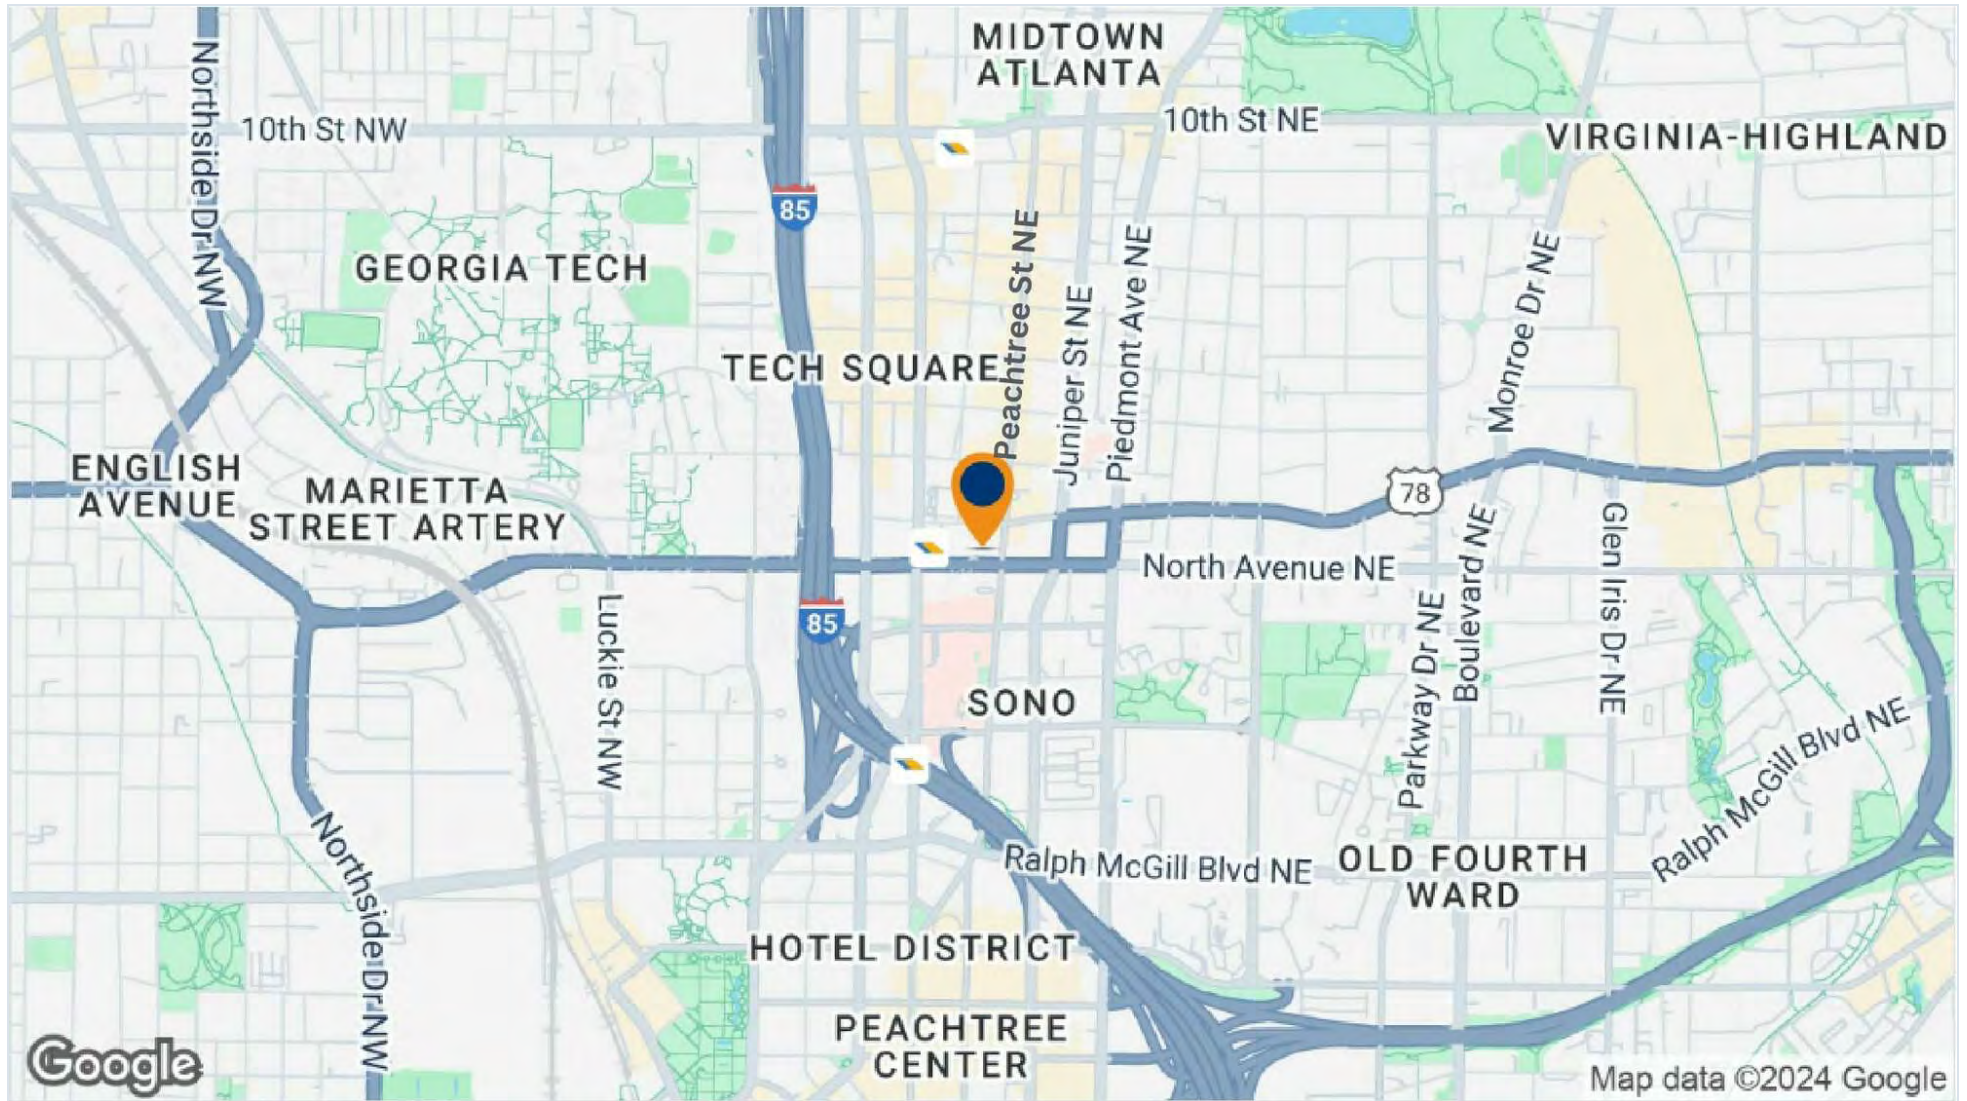 MIDTOWN
ATLANTA
Northside Dr NW
10th St NW
10th St NE
VIRGINIA-HIGHLAND
85
GEORGIA TECH
Peachtree St NE
Juniper St NE
Piedmont Ave NE
Monroe Dr NE
TECH SQUARE
ENGLISH
AVENUE
MARIETTA
STREET ARTERY
78
North Avenue NE
Glen Iris Dr NE
Boulevard NE
Parkway Dr NE
Luckie St NW
85
SONO
Ralph McGill Blvd NE
Ralph McGill Blvd NE
OLD FOURTH
WARD
Northside Dr NW
HOTEL DISTRICT
PEACHTREE
CENTER
Google
Map data ©2024 Google